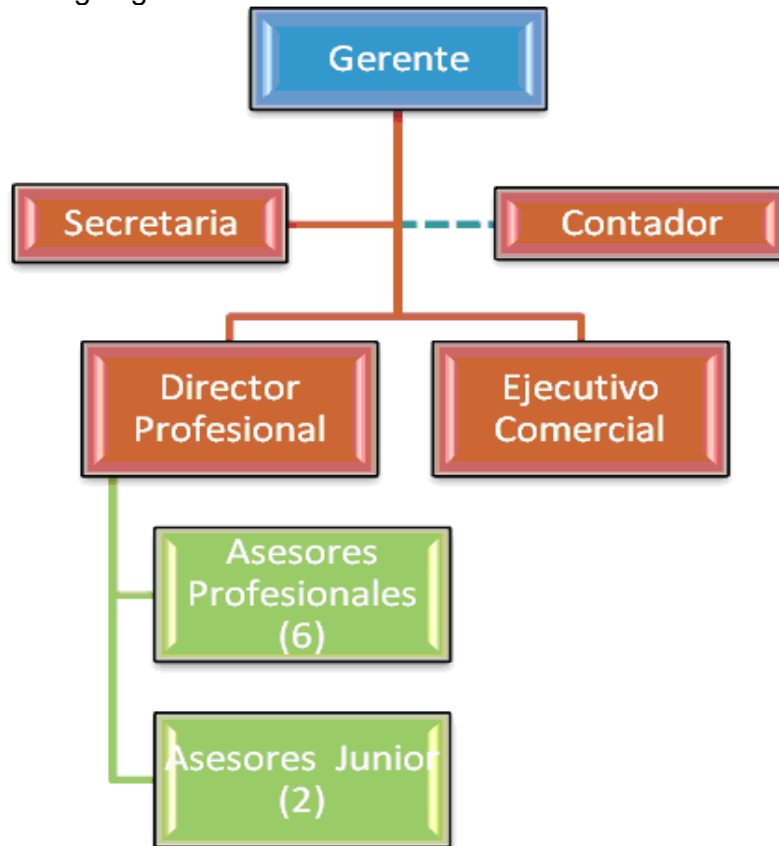 Gerente
Secretaria
Contador
Director
Profesional
Ejecutivo
Comercial
Asesores
Profesionales
(6)
Asesores Junior
(2)